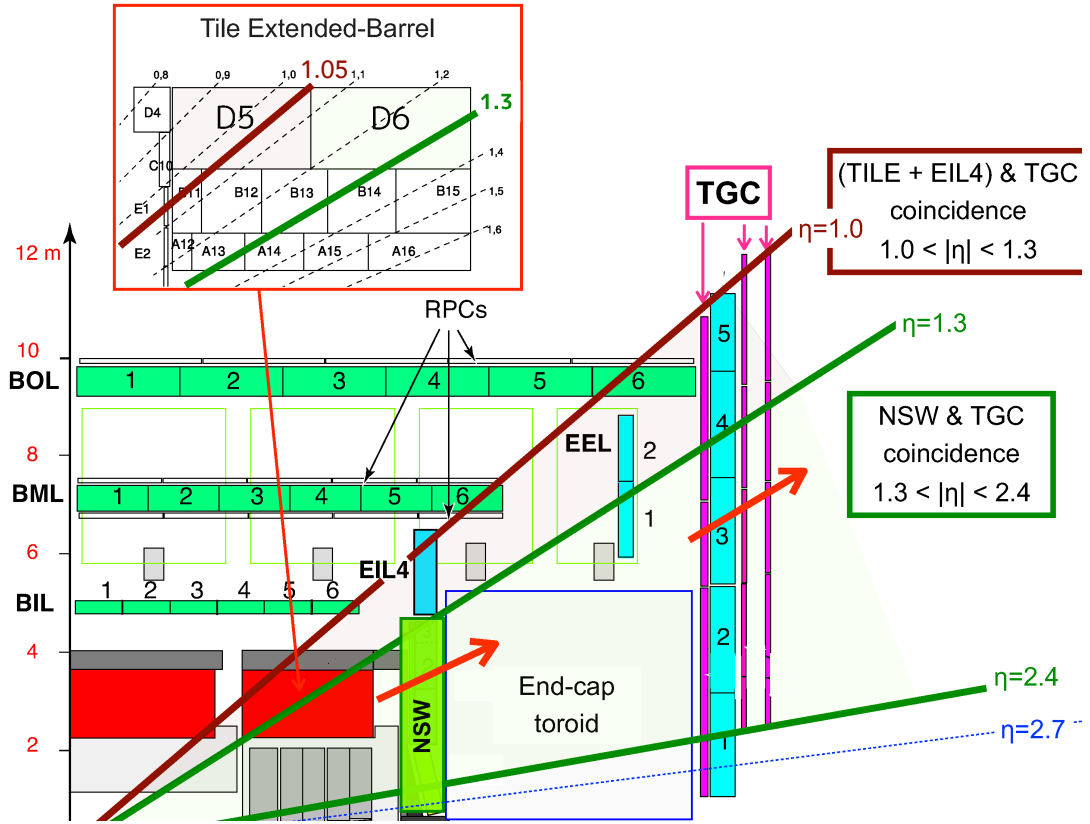 Tile Extended-Barrel
0,8
0,9
1,0
1.05
1,1
1,2
1.3
D4
D5
D6
C10
1,4
B11
B12
B13
B14
B15
1,5
E1
E2
A12
A13
A14
A15
A16
1,6
TGC
(TILE + EIL4) & TGC
coincidence
1.0 < |η| < 1.3
η=1.0
12 m
RPCs
η=1.3
10
BOL
1
2
3
4
5
6
5
4
3
2
1
8
EEL
2
1
NSW & TGC
coincidence
1.3 < |η| < 2.4
BML
1
2
3
4
5
6
6
EIL4
BIL
1
2
3
4
5
6
4
NSW
End-cap
toroid
η=2.4
η=2.7
2